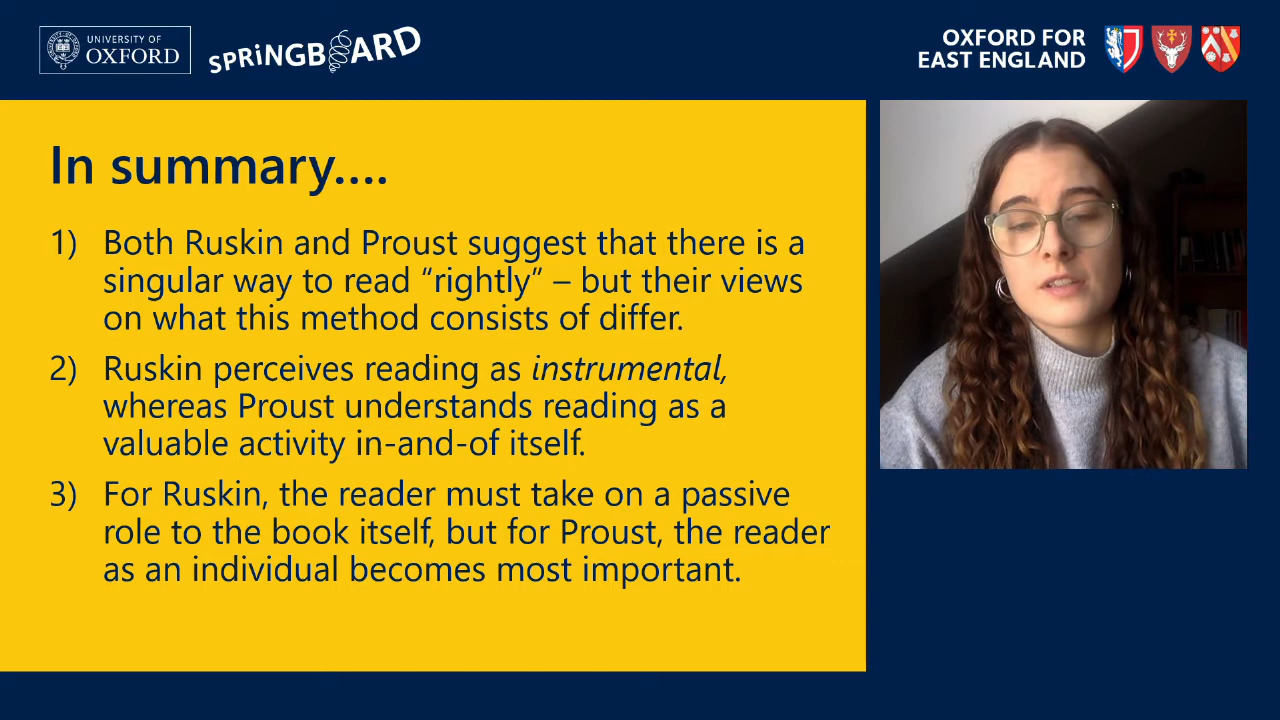 UNIVERSITY OF
OXFORD
SPRiNGBOARD
OXFORD FOR
EAST ENGLAND
In summary....
1) Both Ruskin and Proust suggest that there is a
singular way to read “rightly” – but their views
on what this method consists of differ.
2) Ruskin perceives reading as instrumental,
whereas Proust understands reading as a
valuable activity in-and-of itself.
3) For Ruskin, the reader must take on a passive
role to the book itself, but for Proust, the reader
as an individual becomes most important.